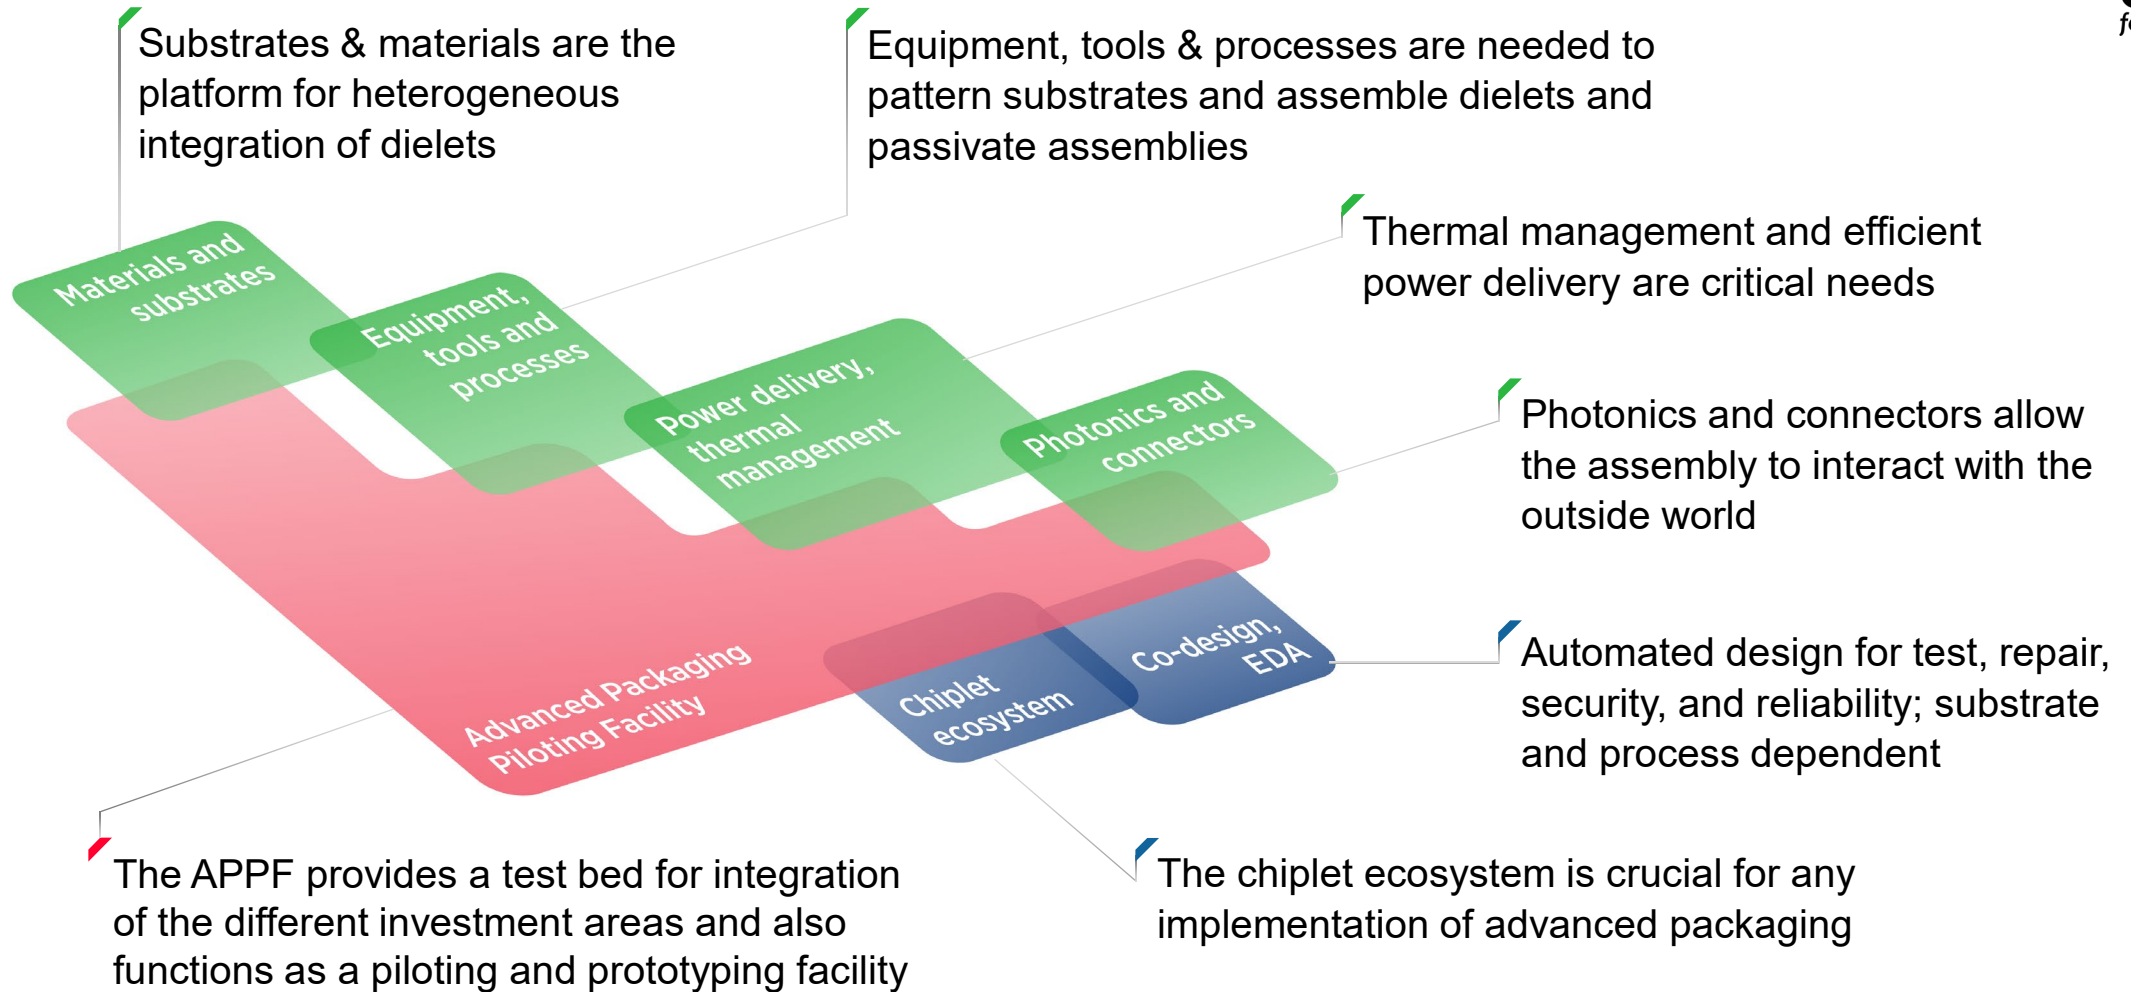 Substrates & materials are the
platform for heterogeneous
integration of dielets
Equipment, tools & processes are needed to
pattern substrates and assemble dielets and
passivate assemblies
Thermal management and efficient
power delivery are critical needs
Materials and
substrates
Equipment,
tools and
processes
Power delivery,
thermal
management
Photonics and
connectors
Photonics and connectors allow
the assembly to interact with the
outside world
Advanced Packaging
Piloting Facility
Chiplet
ecosystem
Co-design,
EDA
Automated design for test, repair,
security, and reliability; substrate
and process dependent
The APPF provides a test bed for integration
of the different investment areas and also
functions as a piloting and prototyping facility
The chiplet ecosystem is crucial for any
implementation of advanced packaging